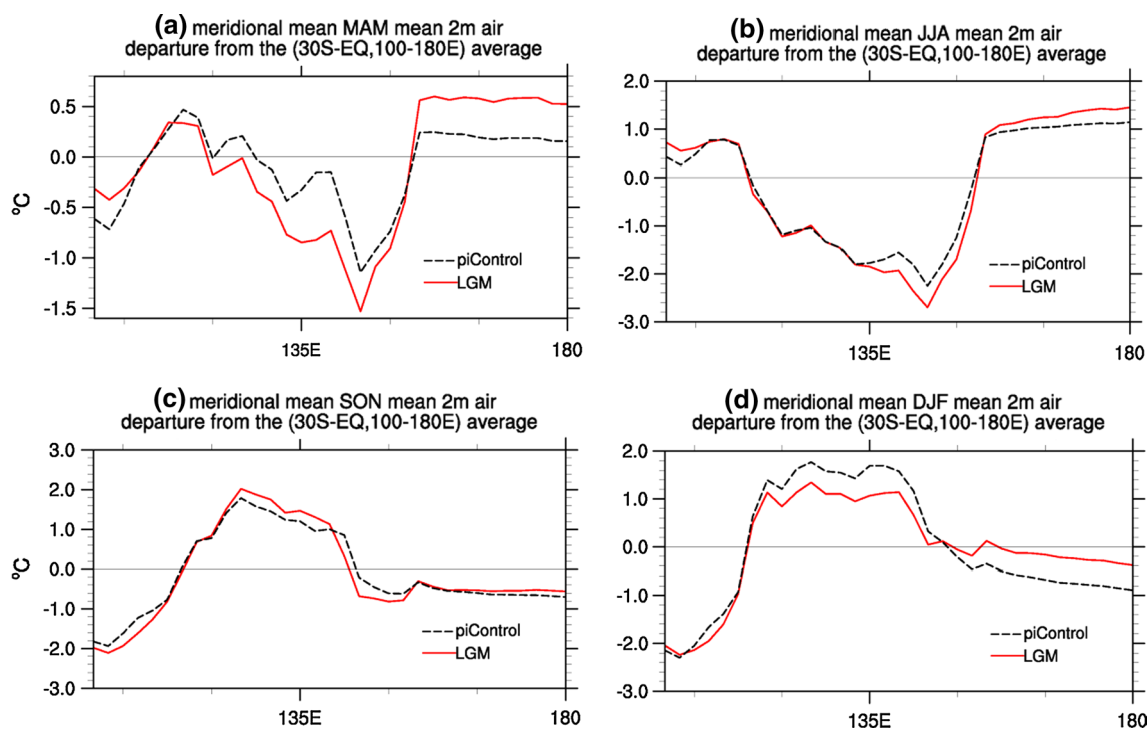 (a) meridional mean MAM mean 2m air
departure from the (30S-EQ,100-180E) average
0.5
0.0
-0.5
-1.0
-1.5
ºC
piControl
LGM
135E
180
(b) meridional mean JJA mean 2m air
departure from the (30S-EQ,100-180E) average
2.0
1.0
0.0
-1.0
-2.0
-3.0
piControl
LGM
135E
180
(c) meridional mean SON mean 2m air
departure from the (30S-EQ,100-180E) average
3.0
2.0
1.0
0.0
-1.0
-2.0
-3.0
ºC
piControl
LGM
135E
180
(d) meridional mean DJF mean 2m air
departure from the (30S-EQ,100-180E) average
2.0
1.0
0.0
-1.0
-2.0
-3.0
piControl
LGM
135E
180